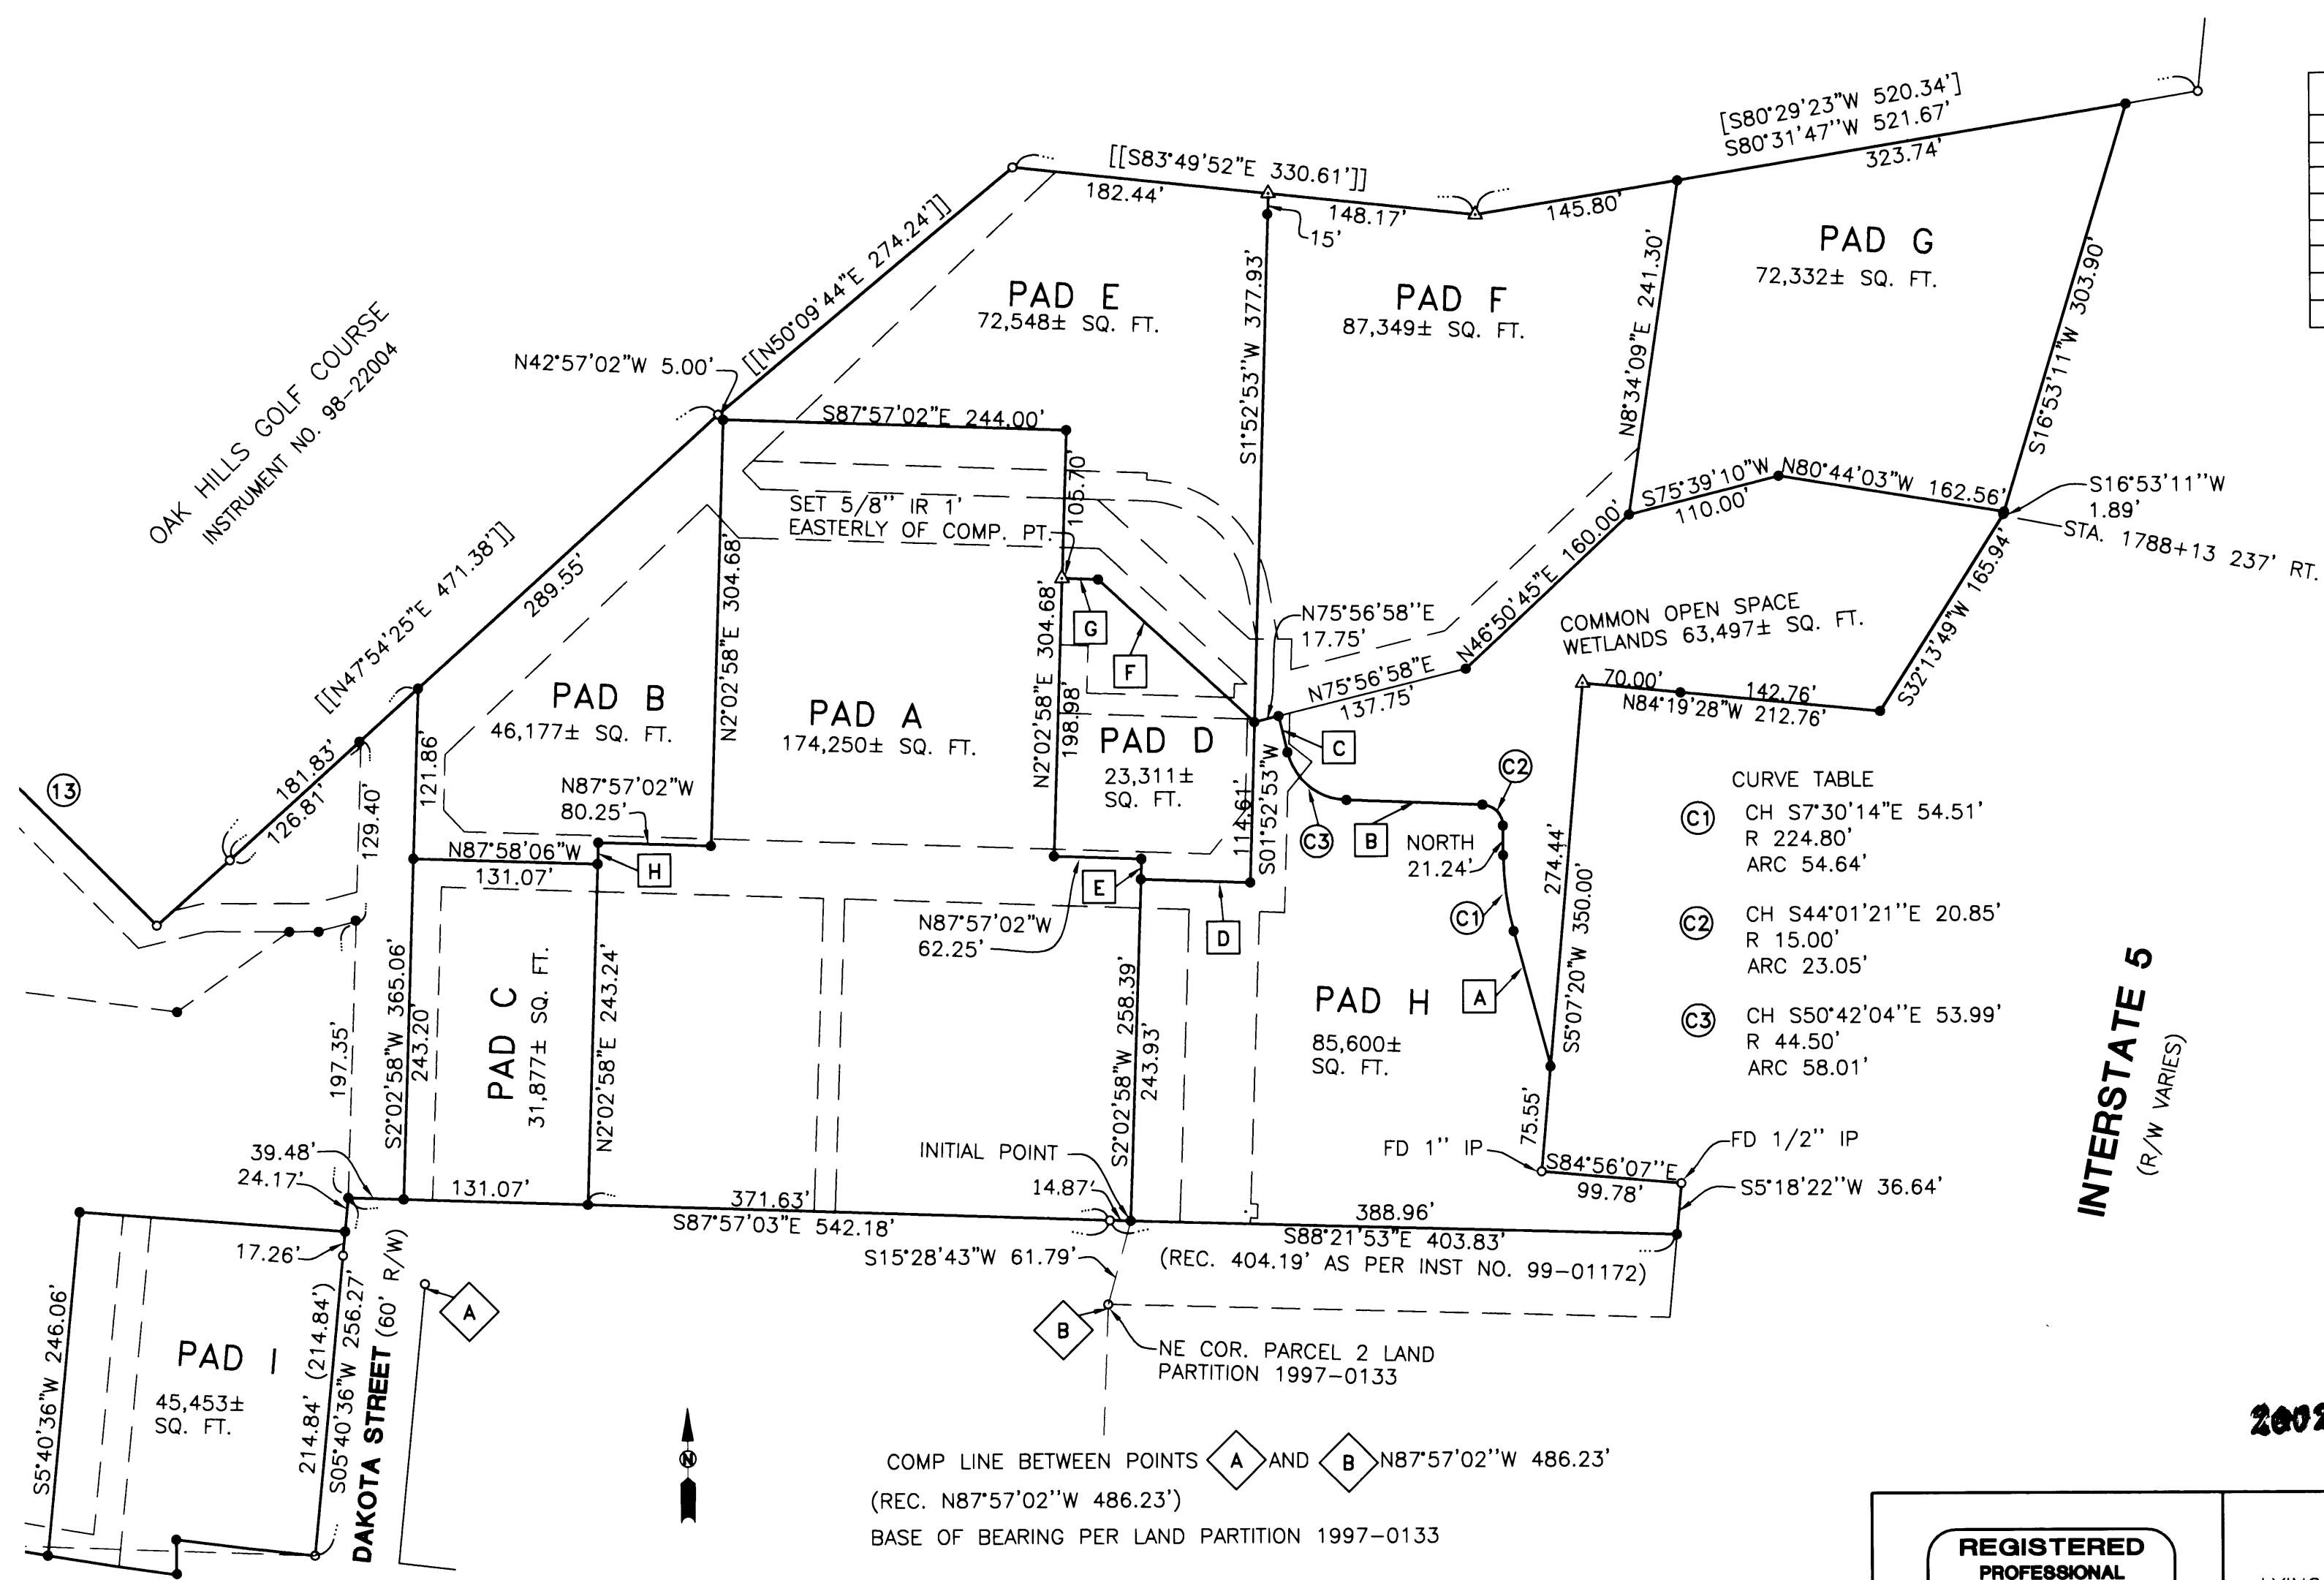 [S80°29'23"W 520.34']
S80°31'47''W 521.67'
323.74'
[[S83°49'52"E 330.61']]
182.44'
148.17'
145.80'
15'
[[N50°09'44"E 274.24']]
PAD E
72,548± SQ. FT.
PAD F
87,349± SQ. FT.
PAD G
72,332± SQ. FT.
S1°52'53"W 377.93'
N8°34'09"E 241.30'
S16°53'11"W 303.90'
OAK HILLS GOLF COURSE
INSTRUMENT NO. 98-22004
N42°57'02"W 5.00'
S87°57'02"E 244.00'
105.70'
SET 5/8'' IR 1'
EASTERLY OF COMP. PT.
S75°39'10"W
110.00'
N80°44'03"W 162.56'
S16°53'11"W
1.89'
STA. 1788+13 237' RT.
N46°50'45"E 160.00'
S32°13'49"W 165.94'
COMMON OPEN SPACE
WETLANDS 63,497± SQ. FT.
[[N47°54'25"E 471.38']]
289.55'
N2°02'58"E 304.68'
N2°02'58"E 304.68'
198.98'
G
F
N75°56'58''E
17.75'
N75°56'58"E
137.75'
70.00'
142.76'
N84°19'28"W 212.76'
PAD B
46,177± SQ. FT.
PAD A
174,250± SQ. FT.
PAD D
23,311±
SQ. FT.
C
C2
C3
B
NORTH
21.24'
114.61'
S01°52'53"W
13
181.83'
126.81'
129.40'
121.86'
N87°57'02"W
80.25'
N87°58'06"W
131.07'
H
E
D
N87°57'02"W
62.25'
C1
A
274.44'
S5°07'20"W 350.00'
CURVE TABLE
C1
CH S7°30'14"E 54.51'
R 224.80'
ARC 54.64'
C2
CH S44°01'21"E 20.85'
R 15.00'
ARC 23.05'
C3
CH S50°42'04''E 53.99'
R 44.50'
ARC 58.01'
INTERSTATE 5
(R/W VARIES)
197.35'
S2°02'58"W 365.06'
243.20'
PAD C
31,877± SQ. FT.
N2°02'58"E 243.24'
S2°02'58"W 258.39'
243.93'
PAD H
85,600±
SQ. FT.
75.55'
FD 1'' IP
FD 1/2'' IP
S84°56'07''E
99.78'
S5°18'22"W 36.64'
39.48'
24.17'
131.07'
371.63'
S87°57'03"E 542.18'
INITIAL POINT
14.87'
388.96'
S88°21'53"E 403.83'
(REC. 404.19' AS PER INST NO. 99-01172)
S15°28'43"W 61.79'
17.26'
S5°40'36"W 246.06'
PAD I
45,453±
SQ. FT.
214.84' (214.84')
S05°40'36"W 256.27'
DAKOTA STREET (60' R/W)
A
B
NE COR. PARCEL 2 LAND
PARTITION 1997-0133
N
COMP LINE BETWEEN POINTS A AND B N87°57'02''W 486.23'
(REC. N87°57'02''W 486.23')
BASE OF BEARING PER LAND PARTITION 1997-0133
REGISTERED
PROFESSIONAL